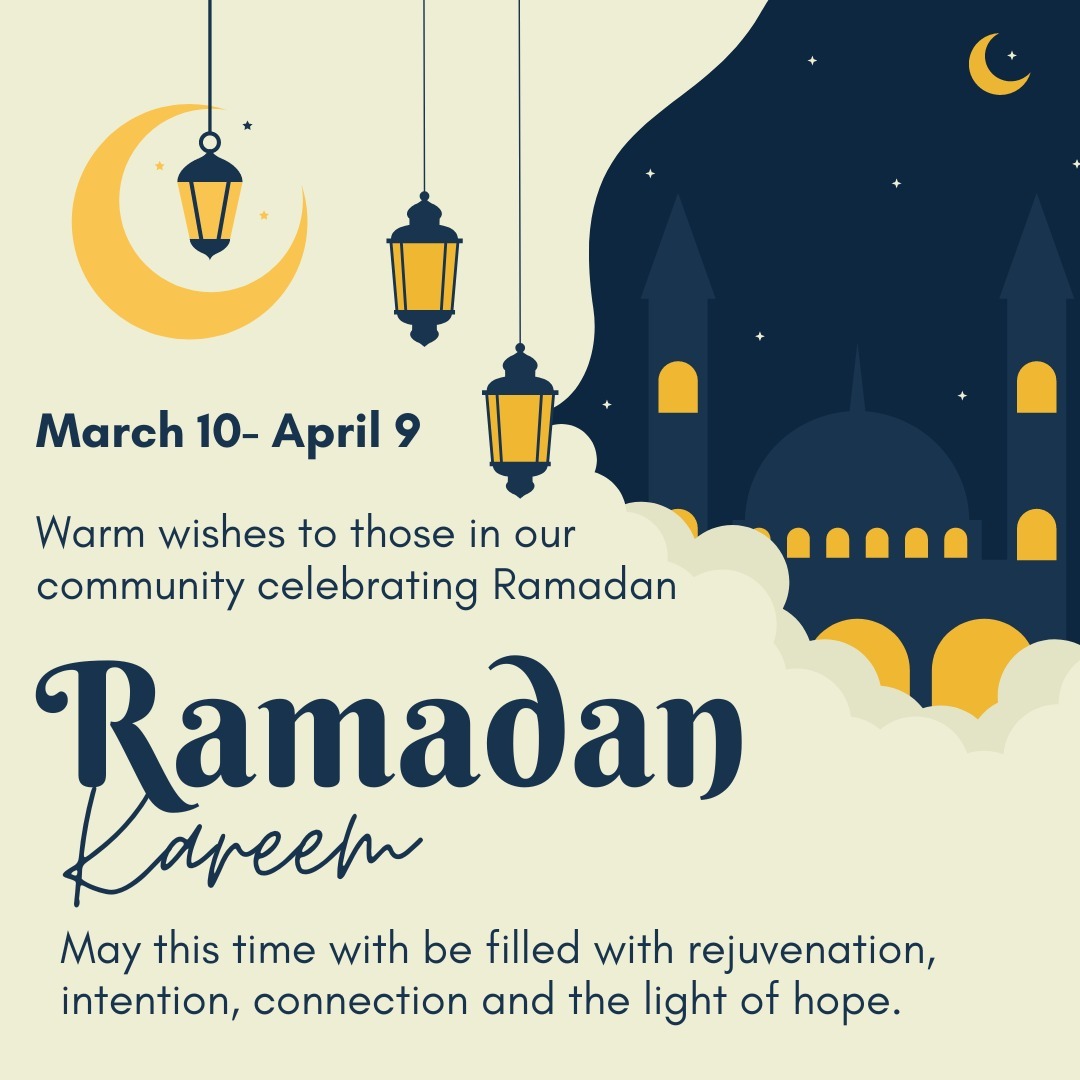 March 10- April 9
Warm wishes to those in our
community celebrating Ramadan
Ramadan
Kareem
May this time with be filled with rejuvenation,
intention, connection and the light of hope.